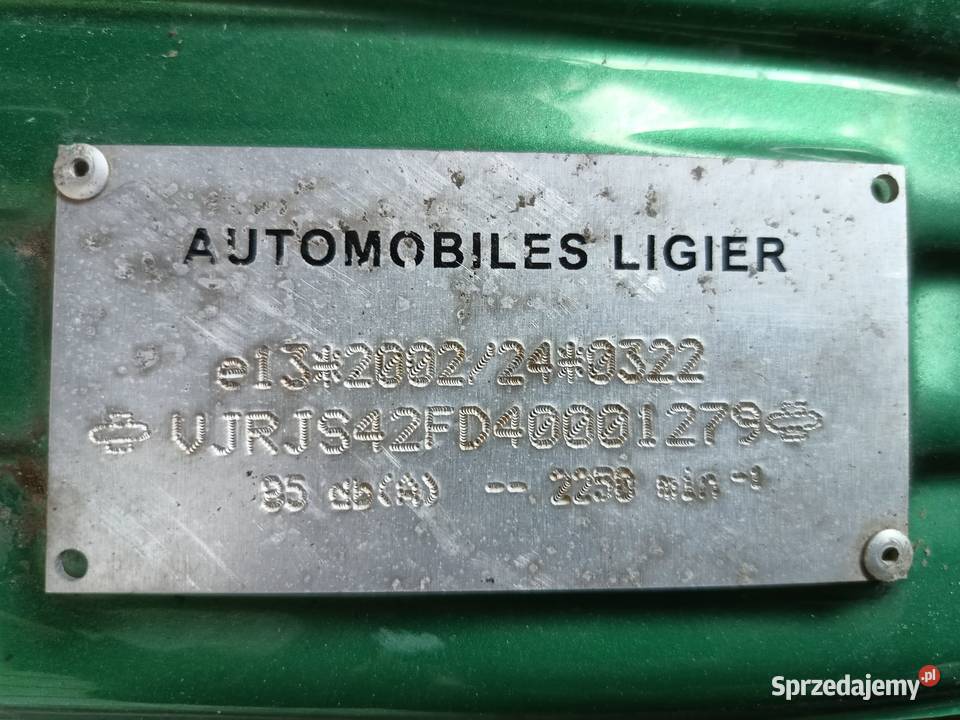 AUTOMOBILES LIGIER
e13*2002/24*0322
VJRJS42FD40001279
85 db(A) -- 2250 min -1
Sprzedajemy.pl